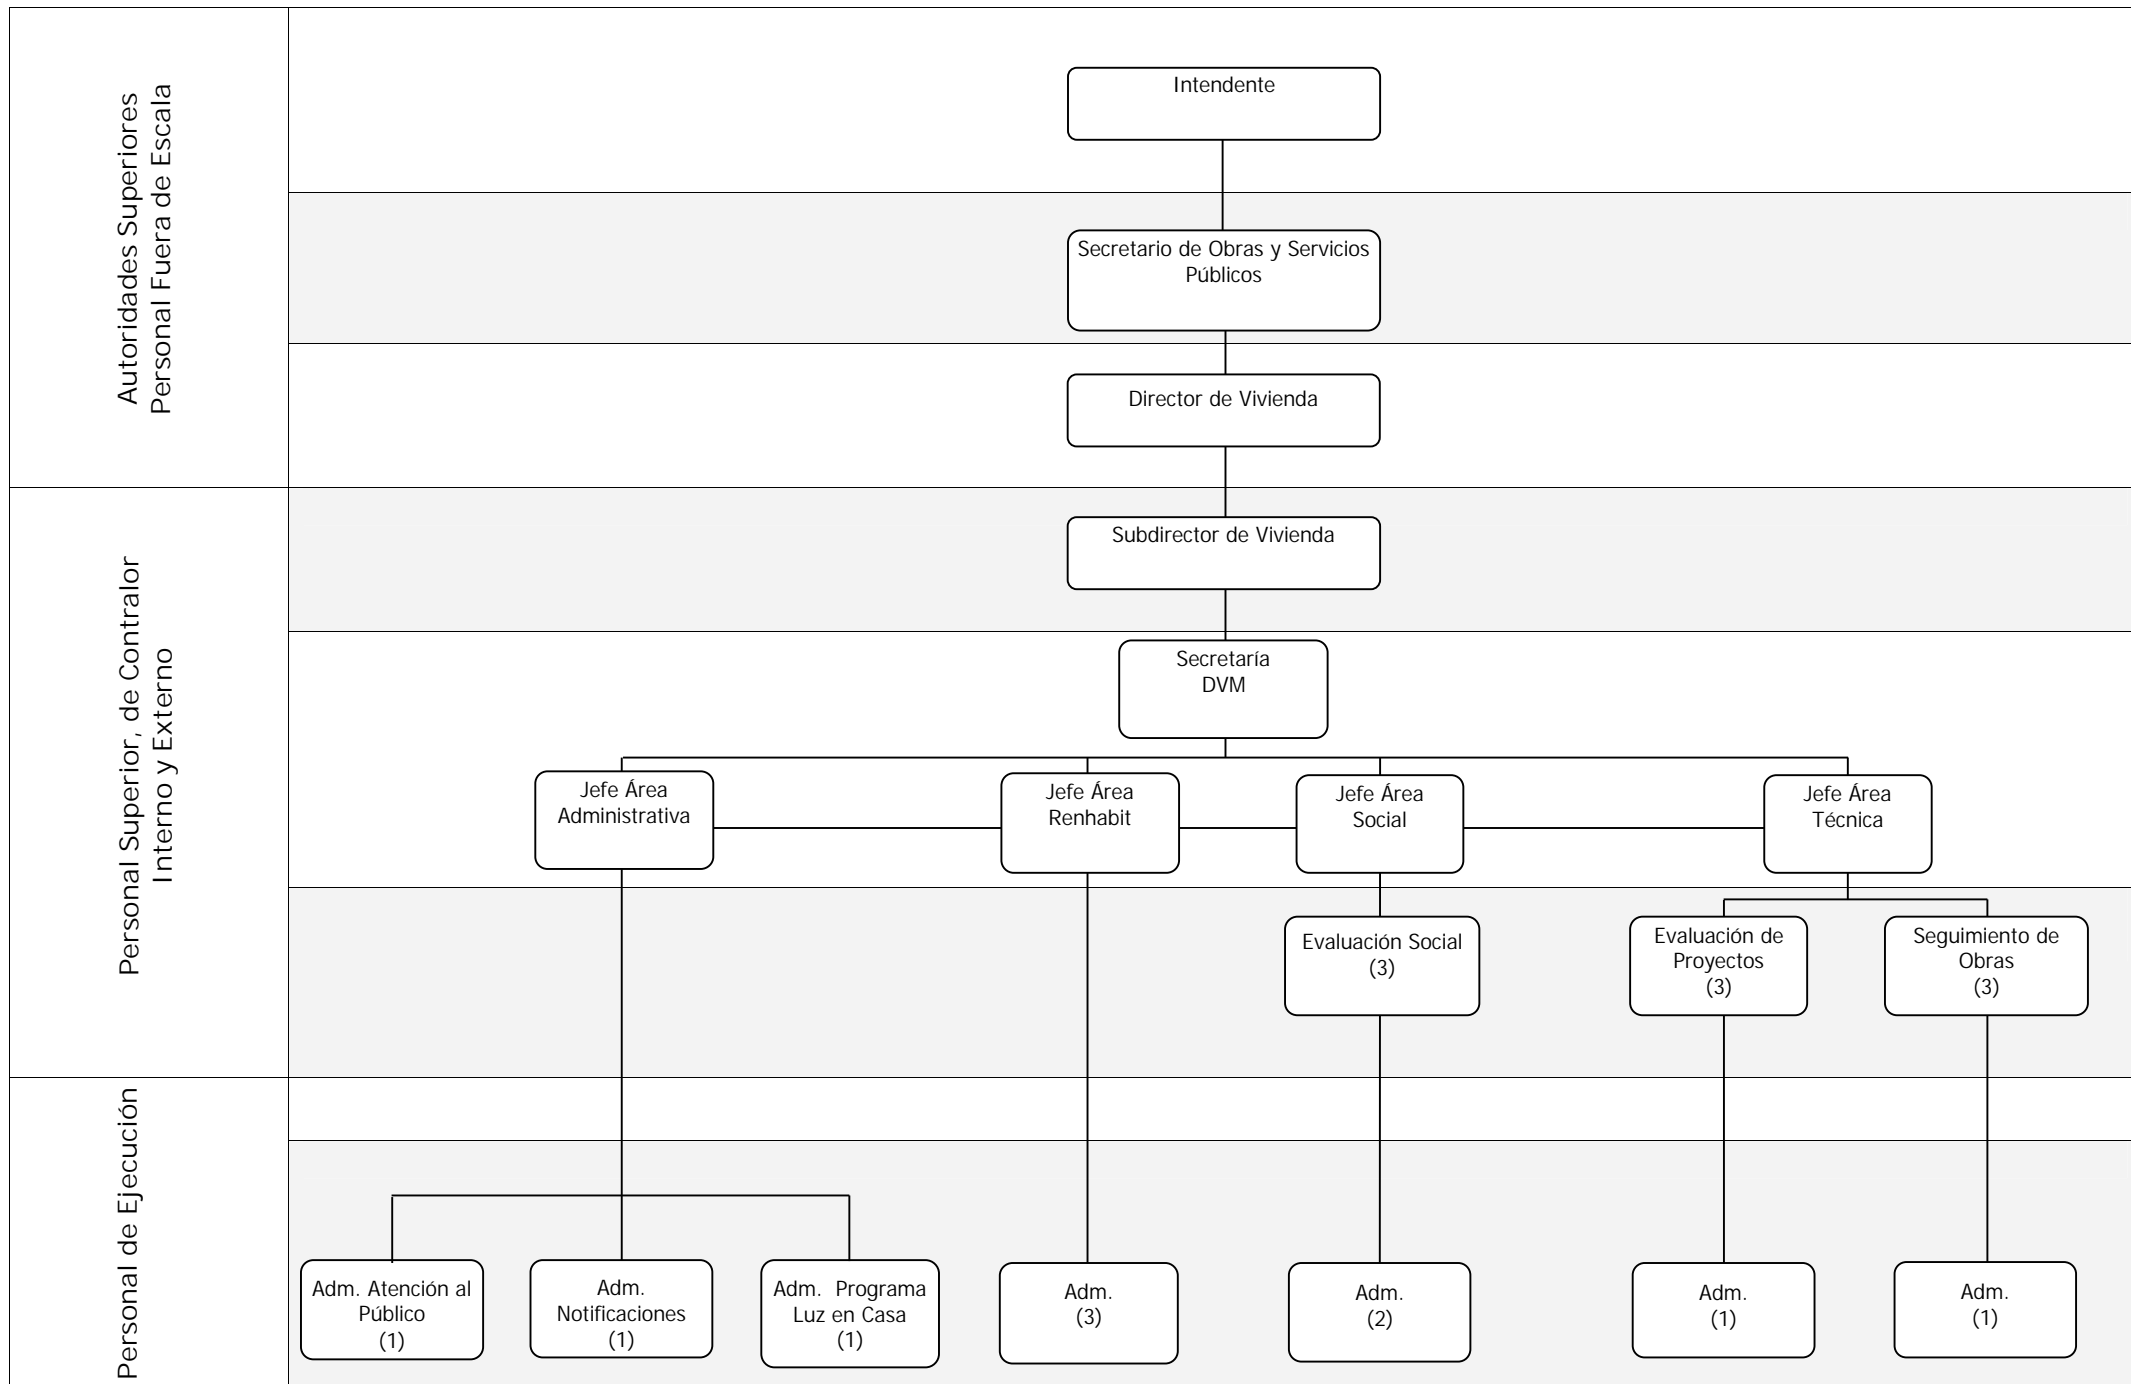 Autoridades Superiores
Personal Fuera de Escala
Intendente
Secretario de Obras y Servicios
Públicos
Director de Vivienda
Personal Superior, de Contralor
Interno y Externo
Subdirector de Vivienda
Secretaría
DVM
Jefe Área
Administrativa
Jefe Área
Renhabit
Jefe Área
Social
Jefe Área
Técnica
Evaluación Social
(3)
Evaluación de
Proyectos
(3)
Seguimiento de
Obras
(3)
Personal de Ejecución
Adm. Atención al
Público
(1)
Adm.
Notificaciones
(1)
Adm.  Programa
Luz en Casa
(1)
Adm.
(3)
Adm.
(2)
Adm.
(1)
Adm.
(1)